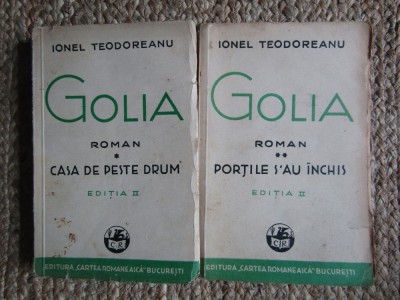 IONEL TEODOREANU
GOLIA
ROMAN
*
CASA DE PESTE DRUM
EDIȚIA II
C.R.
EDITURA „CARTEA ROMANEASCĂ" BUCUREȘTI
IONEL TEODOREANU
GOLIA
ROMAN
**
PORȚILE S'AU ÎNCHIS
EDIȚIA II
C.R.
EDITURA „CARTEA ROMANEASCĂ" BUCUREȘTI